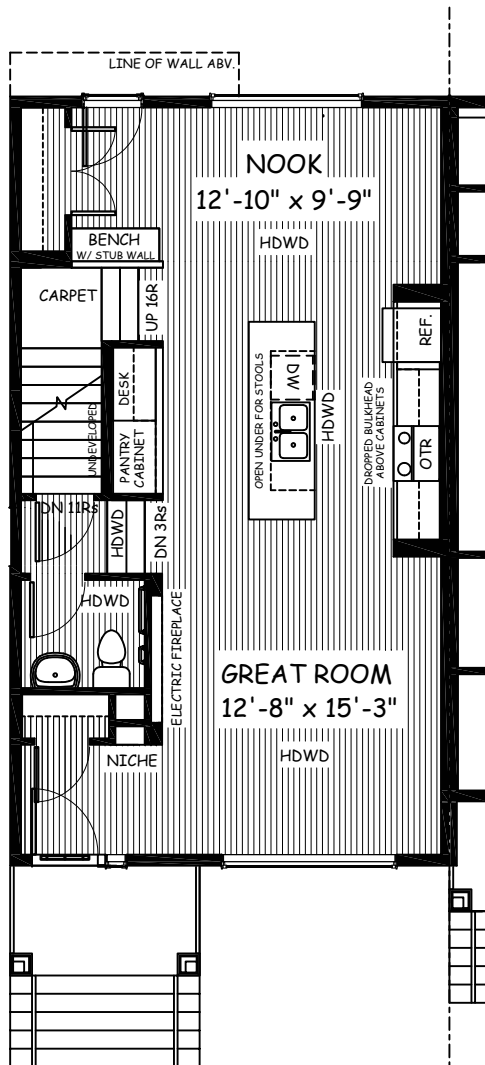 LINE OF WALL ABV.
NOOK
12'-10" x 9'-9"
HDWD
BENCH
W/ STUB WALL
CARPET
UP 16R
REF.
DESK
PANTRY
CABINET
UNDEVELOPED
OPEN UNDER FOR STOOLS
DW
HDWD
DROPPED BULKHEAD
ABOVE CABINETS
OTR
DN 11Rs
HDWD
DN 3Rs
HDWD
ELECTRIC FIREPLACE
GREAT ROOM
12'-8" x 15'-3"
HDWD
NICHE